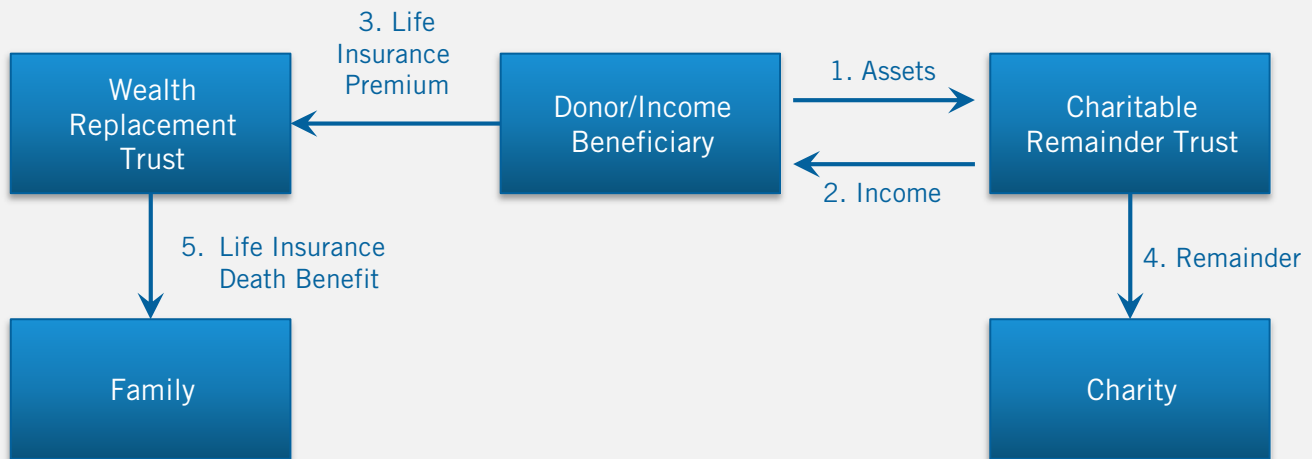 3. Life
Insurance
Premium
Wealth
Replacement
Trust
Donor/Income
Beneficiary
1. Assets
2. Income
Charitable
Remainder Trust
5. Life Insurance
Death Benefit
4. Remainder
Family
Charity